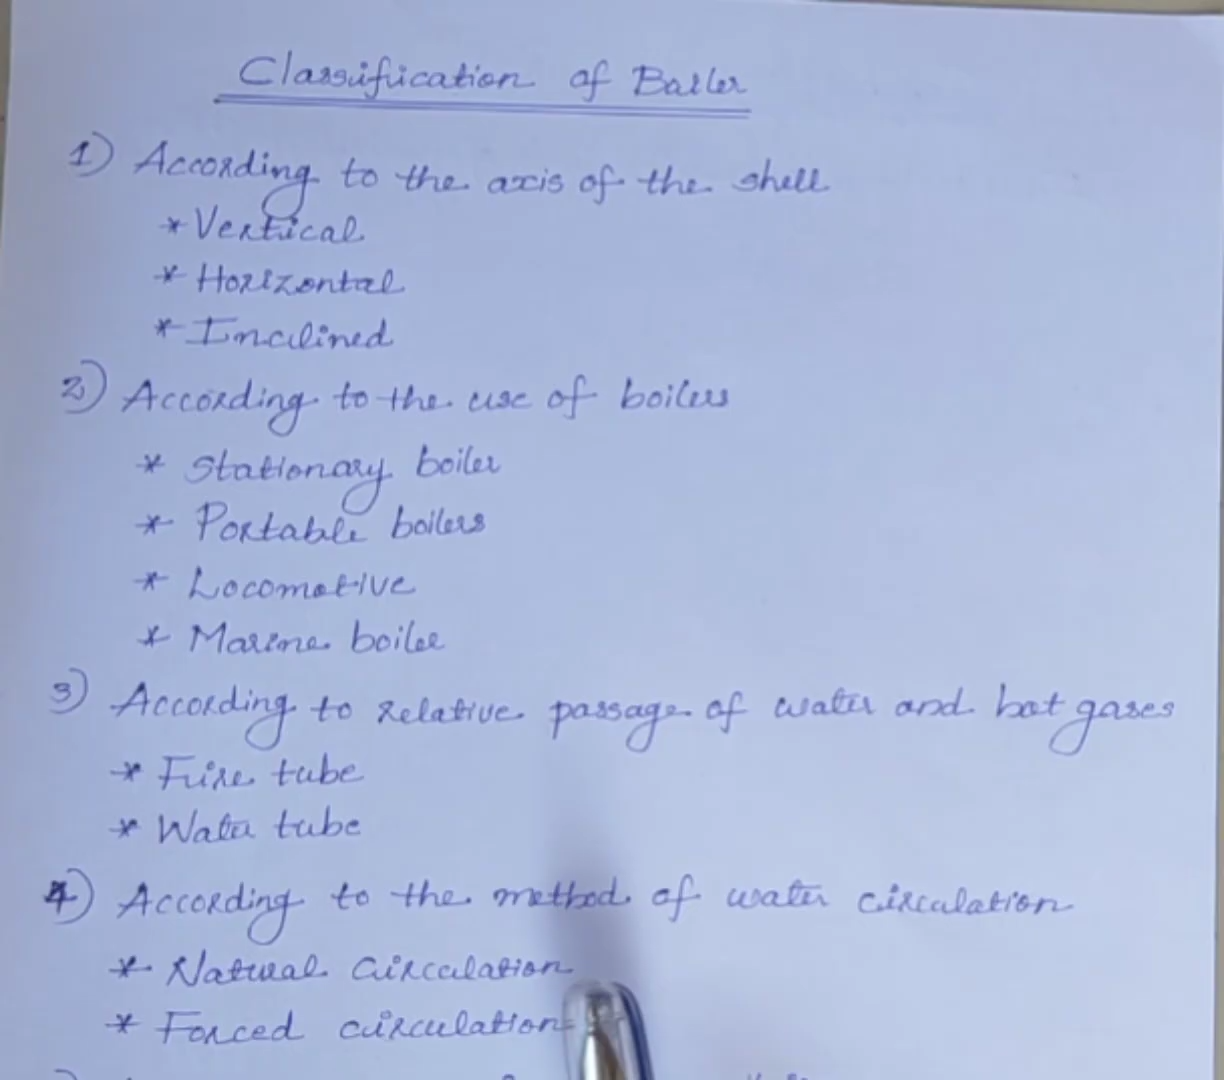 Classification of Boiler
1) According to the axis of the shell
* Vertical
* Horizontal
* Inclined
2) According to the use of boilers
* Stationary boiler
* Portable boilers
* Locomotive
* Marine boiler
3) According to relative passage of water and hot gases
* Fire tube
* Water tube
4) According to the method of water circulation
* Natural circulation
* Forced circulation